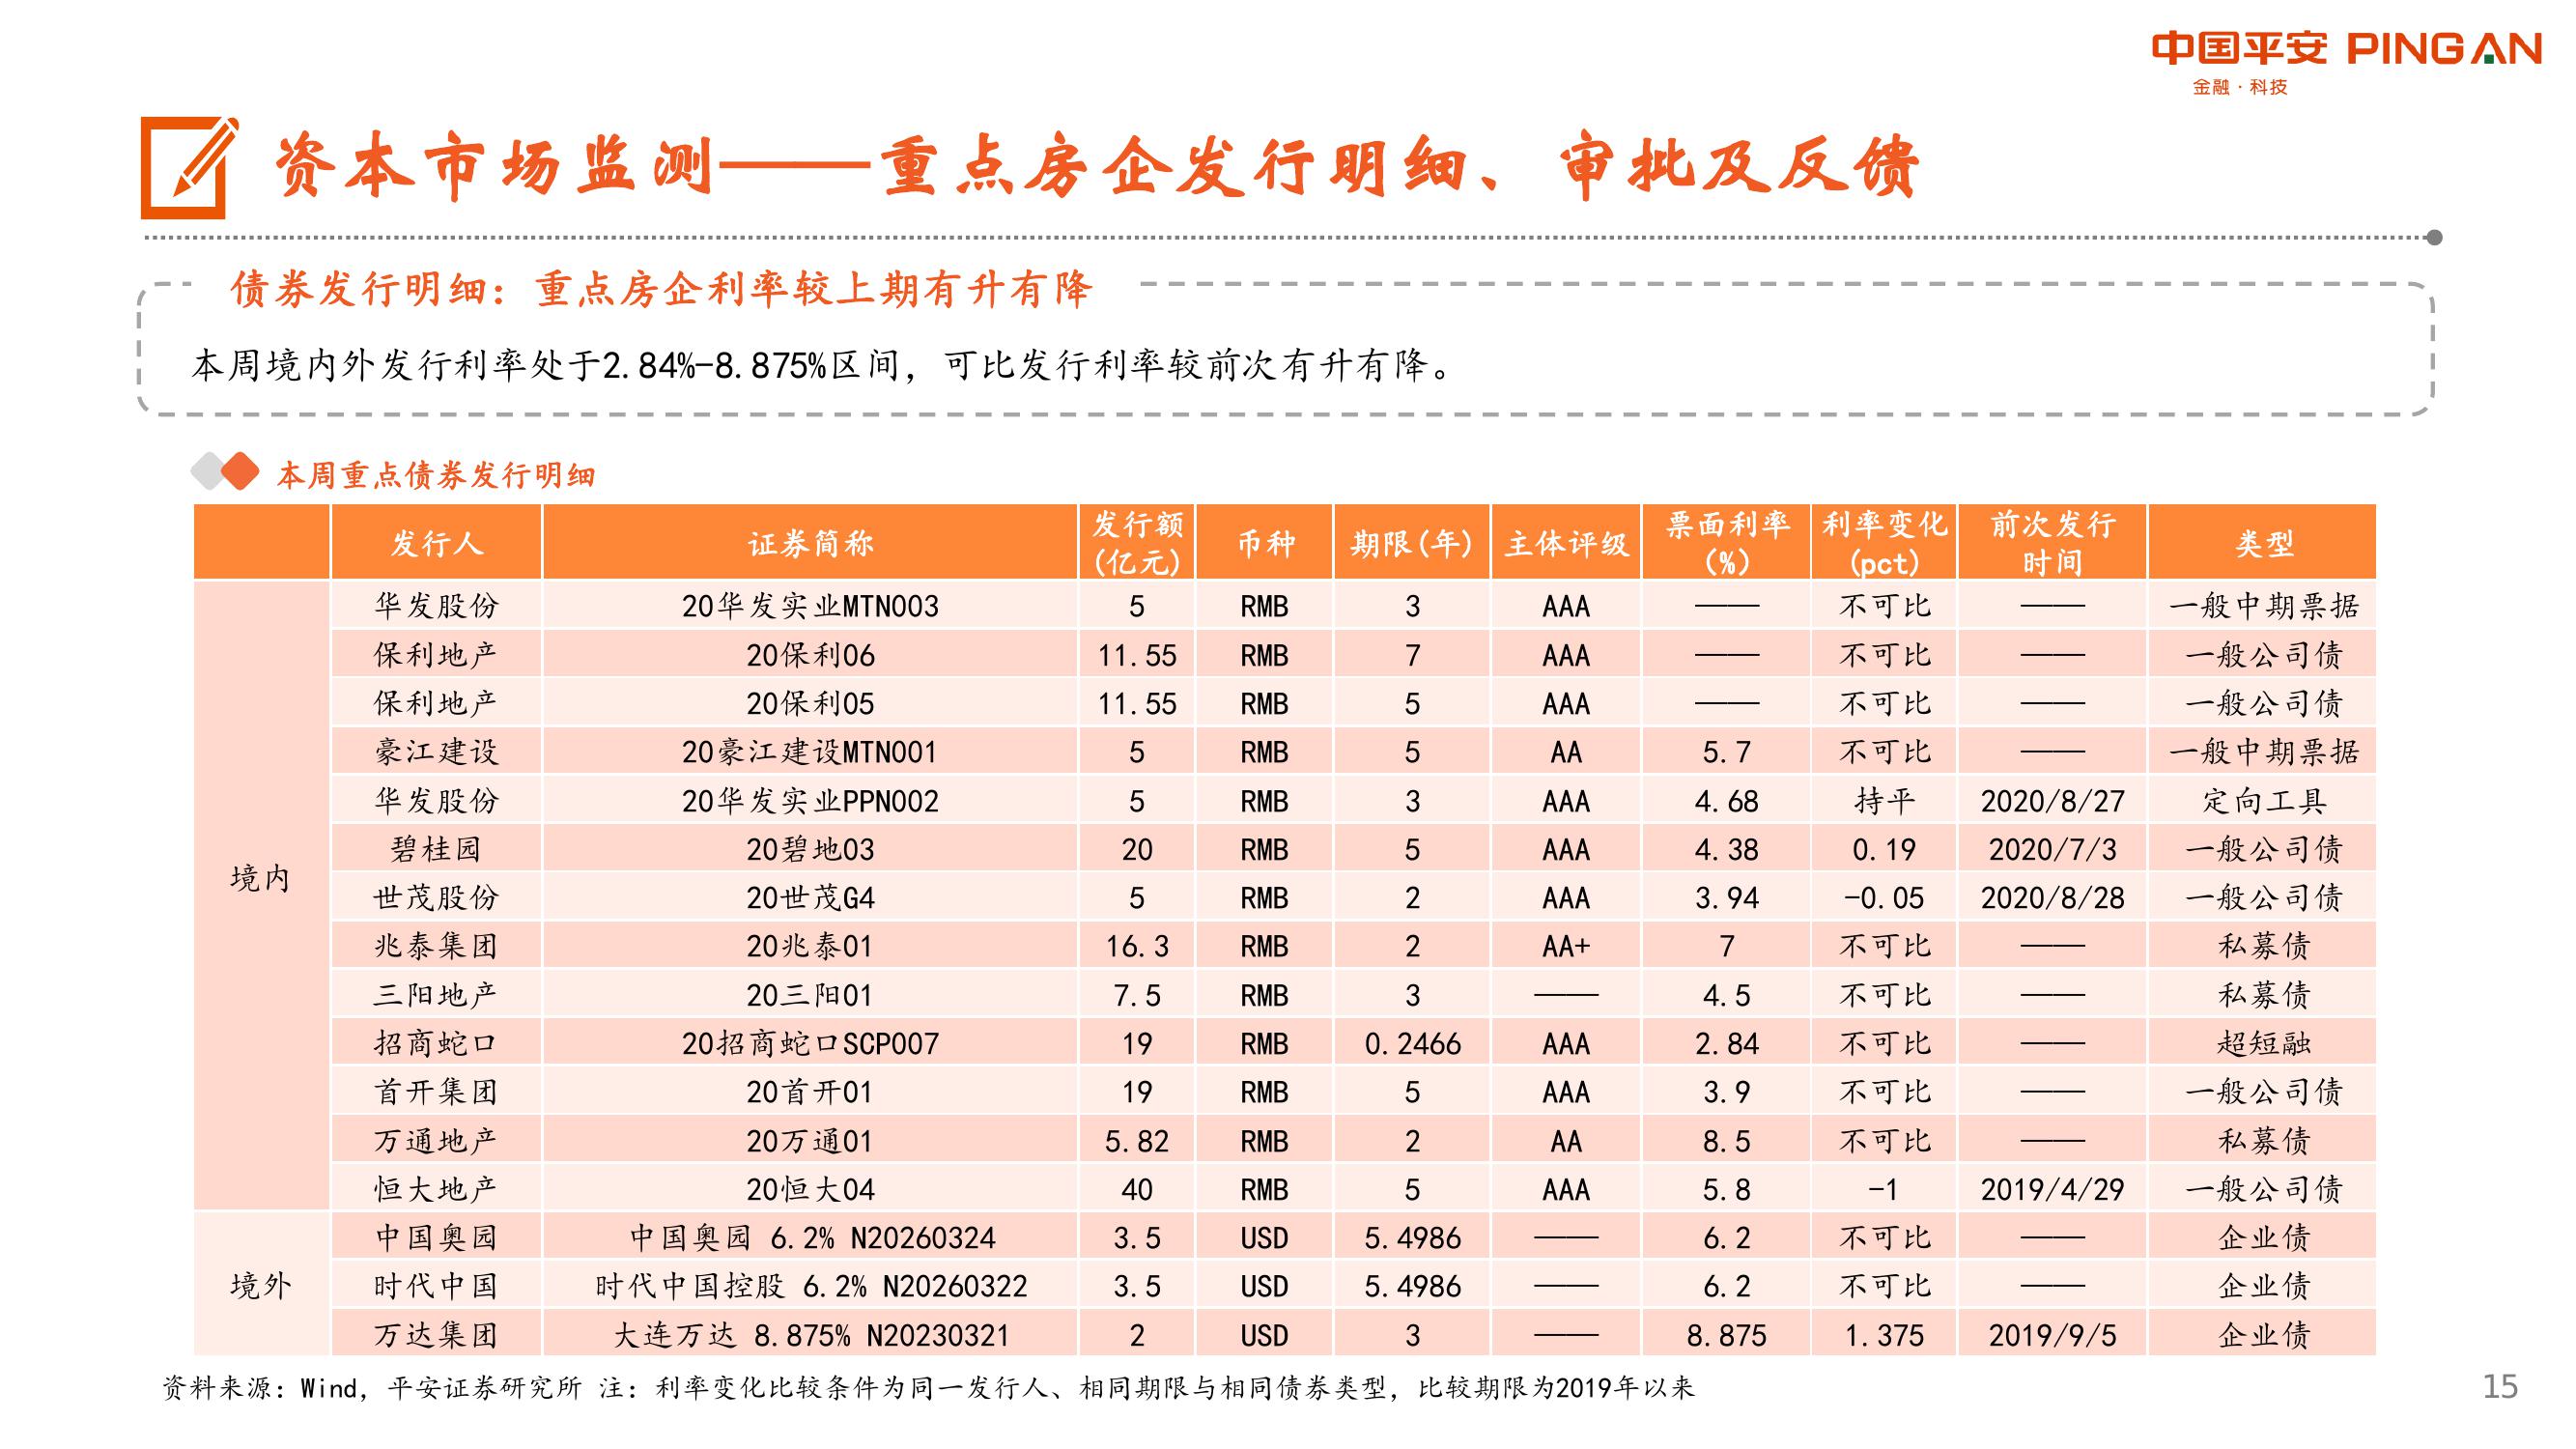 中国平安 PINGAN
金融·科技
资本市场监测——重点房企发行明细、审批及反馈
债券发行明细：重点房企利率较上期有升有降
本周境内外发行利率处于2.84%-8.875%区间，可比发行利率较前次有升有降。
本周重点债券发行明细
发行人 证券简称 发行额(亿元) 币种 期限(年) 主体评级 票面利率(%) 利率变化(pct) 前次发行时间 类型
境内
华发股份 20华发实业MTN003 5 RMB 3 AAA —— 不可比 —— 一般中期票据
保利地产 20保利06 11.55 RMB 7 AAA —— 不可比 —— 一般公司债
保利地产 20保利05 11.55 RMB 5 AAA —— 不可比 —— 一般公司债
豪江建设 20豪江建设MTN001 5 RMB 5 AA 5.7 不可比 —— 一般中期票据
华发股份 20华发实业PPN002 5 RMB 3 AAA 4.68 持平 2020/8/27 定向工具
碧桂园 20碧地03 20 RMB 5 AAA 4.38 0.19 2020/7/3 一般公司债
世茂股份 20世茂G4 5 RMB 2 AAA 3.94 -0.05 2020/8/28 一般公司债
兆泰集团 20兆泰01 16.3 RMB 2 AA+ 7 不可比 —— 私募债
三阳地产 20三阳01 7.5 RMB 3 —— 4.5 不可比 —— 私募债
招商蛇口 20招商蛇口SCP007 19 RMB 0.2466 AAA 2.84 不可比 —— 超短融
首开集团 20首开01 19 RMB 5 AAA 3.9 不可比 —— 一般公司债
万通地产 20万通01 5.82 RMB 2 AA 8.5 不可比 —— 私募债
恒大地产 20恒大04 40 RMB 5 AAA 5.8 -1 2019/4/29 一般公司债
境外
中国奥园 中国奥园 6.2% N20260324 3.5 USD 5.4986 —— 6.2 不可比 —— 企业债
时代中国 时代中国控股 6.2% N20260322 3.5 USD 5.4986 —— 6.2 不可比 —— 企业债
万达集团 大连万达 8.875% N20230321 2 USD 3 —— 8.875 1.375 2019/9/5 企业债
资料来源：Wind，平安证券研究所 注：利率变化比较条件为同一发行人、相同期限与相同债券类型，比较期限为2019年以来
15